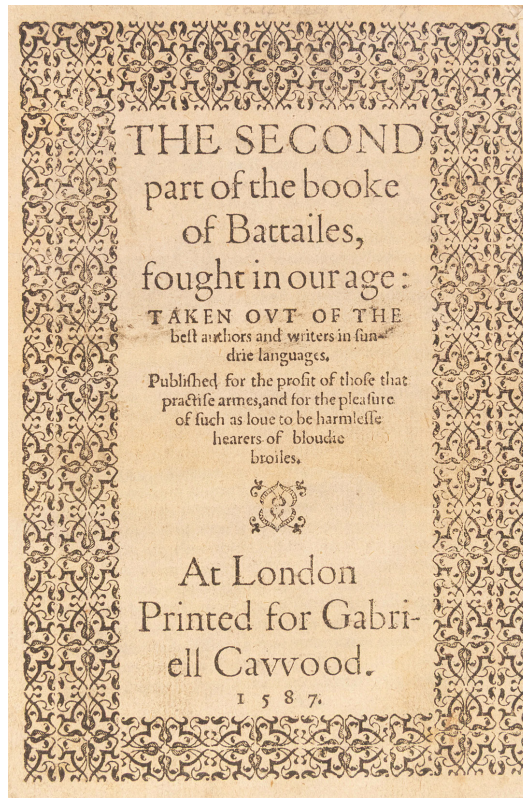 THE SECOND
part of the booke
of Battailes,
fought in our age:
TAKEN OVT OF THE
beſt authors and writers in ſun-
drie languages.
Publiſhed for the profit of thoſe that
practiſe armes, and for the pleaſure
of ſuch as loue to be harmleſſe
hearers of bloudie
broiles.
At London
Printed for Gabri-
ell Cavvood.
1587.